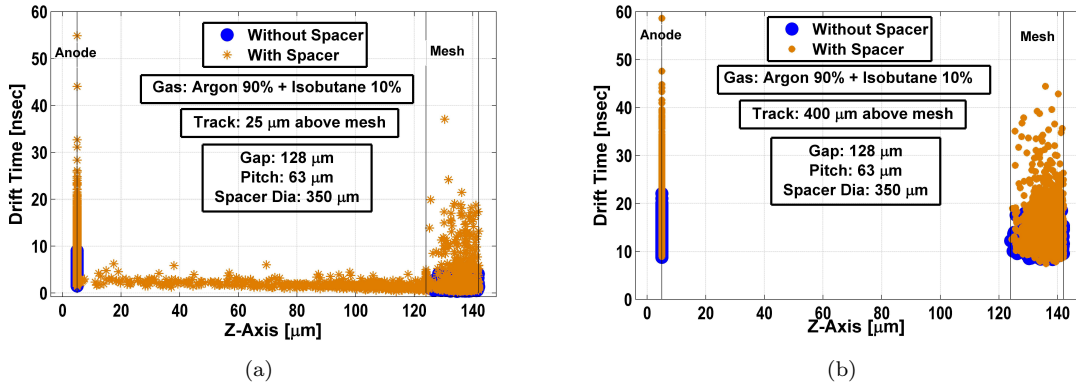 60
50
40
30
20
10
0
Drift Time [nsec]
Anode
Mesh
Without Spacer
With Spacer
Gas: Argon 90% + Isobutane 10%
Track: 25 μm above mesh
Gap: 128 μm
Pitch: 63 μm
Spacer Dia: 350 μm
0 20 40 60 80 100 120 140
Z-Axis [μm]
(a)
60
50
40
30
20
10
0
Drift Time [nsec]
Anode
Mesh
Without Spacer
With Spacer
Gas: Argon 90% + Isobutane 10%
Track: 400 μm above mesh
Gap: 128 μm
Pitch: 63 μm
Spacer Dia: 350 μm
0 20 40 60 80 100 120 140
Z-Axis [μm]
(b)